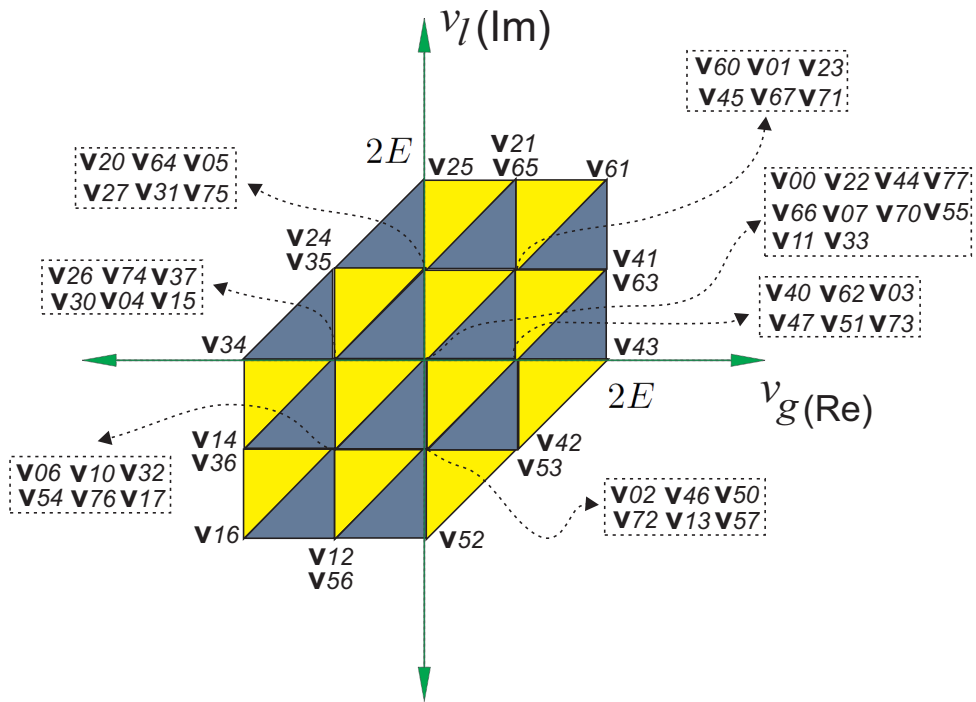 v_l (Im)
V60 V01 V23
V45 V67 V71
2E
V21
V25 V65 V61
V20 V64 V05
V27 V31 V75
V00 V22 V44 V77
V66 V07 V70 V55
V11 V33
V24
V35
V41
V63
V26 V74 V37
V30 V04 V15
V40 V62 V03
V47 V51 V73
V34
V43
2E
v_g (Re)
V14
V36
V42
V53
V06 V10 V32
V54 V76 V17
V02 V46 V50
V72 V13 V57
V16
V52
V12
V56